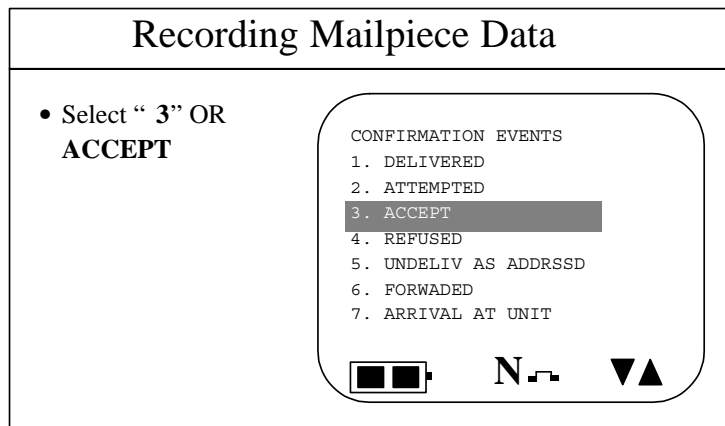 Recording Mailpiece Data
• Select “ 3” OR
ACCEPT
CONFIRMATION EVENTS
1. DELIVERED
2. ATTEMPTED
3. ACCEPT
4. REFUSED
5. UNDELIV AS ADDRSSD
6. FORWADED
7. ARRIVAL AT UNIT
N